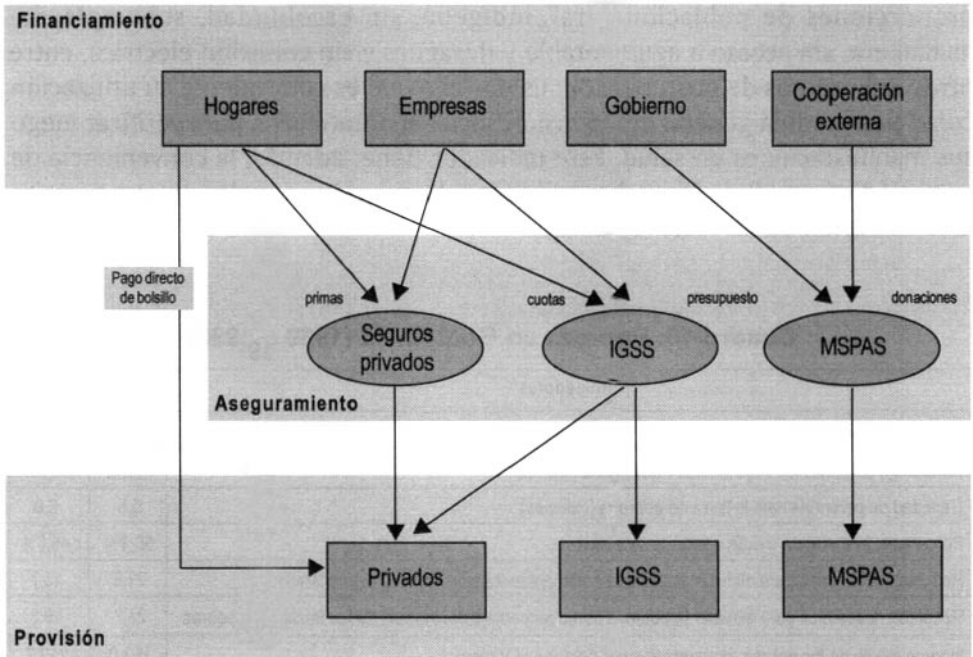 Financiamiento
Hogares
Empresas
Gobierno
Cooperación
externa
Pago directo
de bolsillo
primas
cuotas
presupuesto
donaciones
Seguros
privados
IGSS
MSPAS
Aseguramiento
Privados
IGSS
MSPAS
Provisión